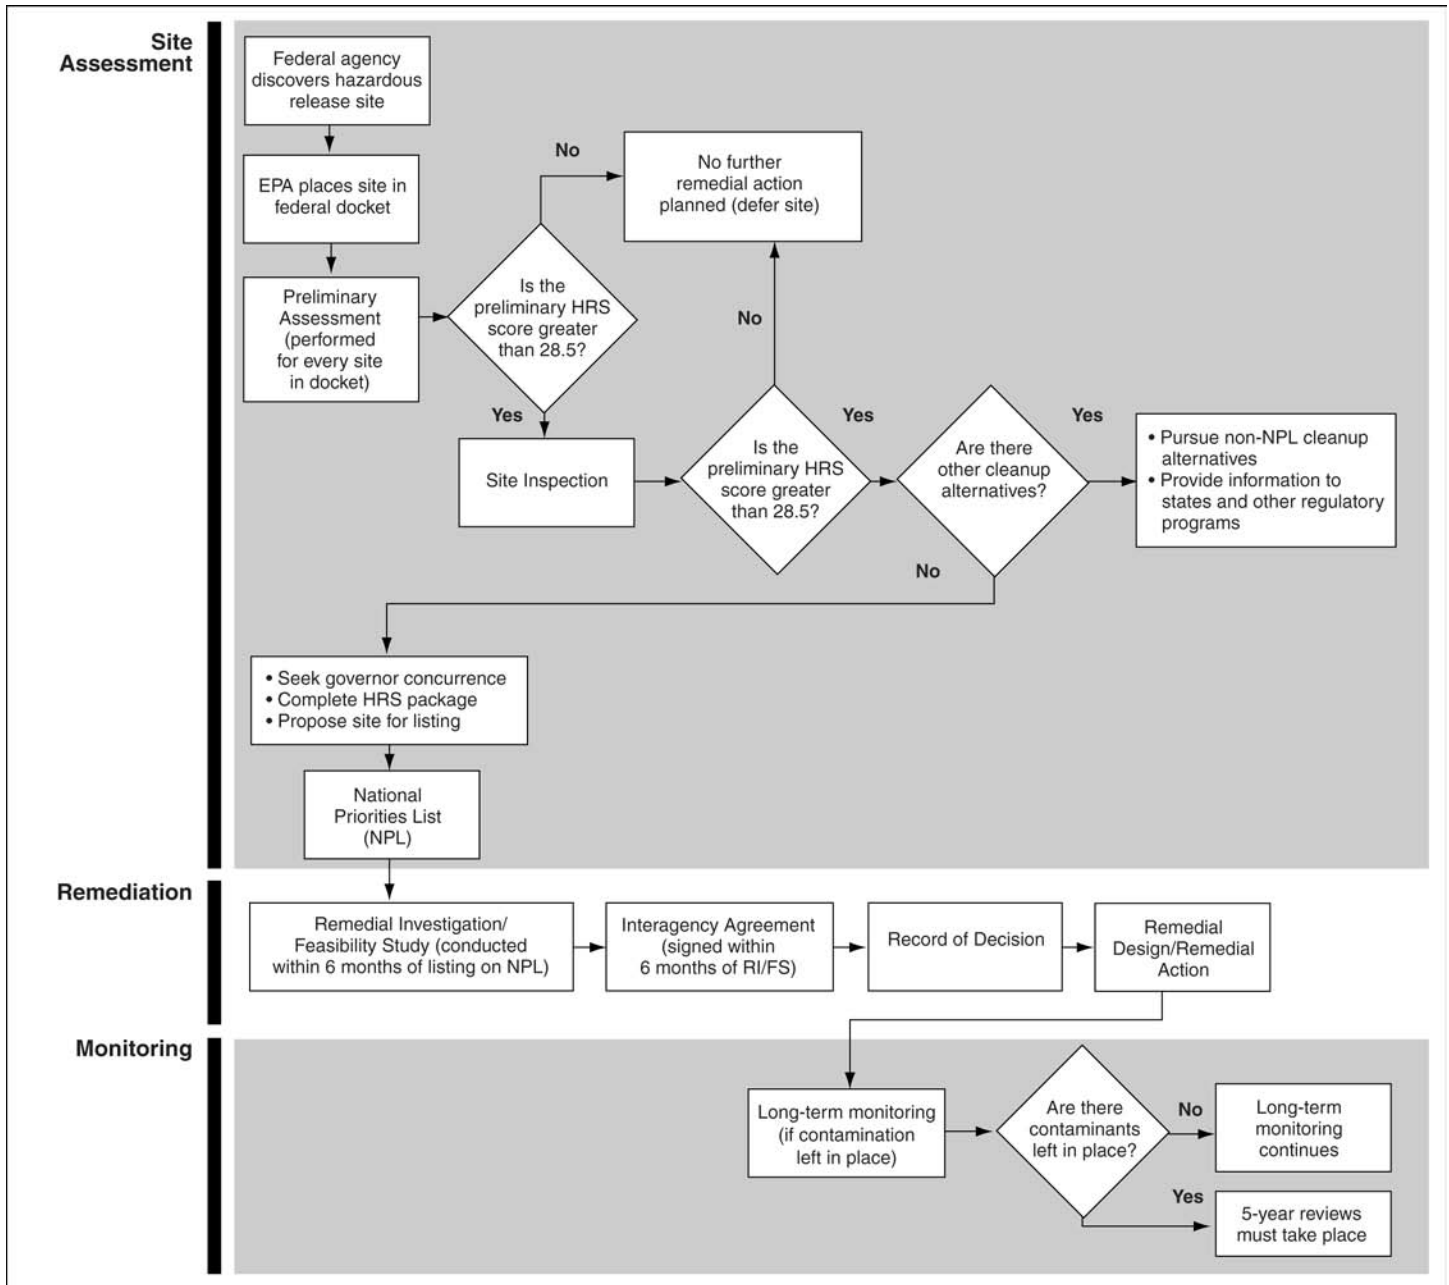 Site
Assessment
Federal agency
discovers hazardous
release site
EPA places site in
federal docket
Preliminary
Assessment
(performed
for every site
in docket)
Is the
preliminary HRS
score greater
than 28.5?
No
No further
remedial action
planned (defer site)
Yes
Site Inspection
Is the
preliminary HRS
score greater
than 28.5?
No
Yes
Are there
other cleanup
alternatives?
Yes
• Pursue non-NPL cleanup
alternatives
• Provide information to
states and other regulatory
programs
No
• Seek governor concurrence
• Complete HRS package
• Propose site for listing
National
Priorities List
(NPL)
Remediation
Remedial Investigation/
Feasibility Study (conducted
within 6 months of listing on NPL)
Interagency Agreement
(signed within
6 months of RI/FS)
Record of Decision
Remedial
Design/Remedial
Action
Monitoring
Long-term monitoring
(if contamination
left in place)
Are there
contaminants
left in place?
No
Long-term
monitoring
continues
Yes
5-year reviews
must take place